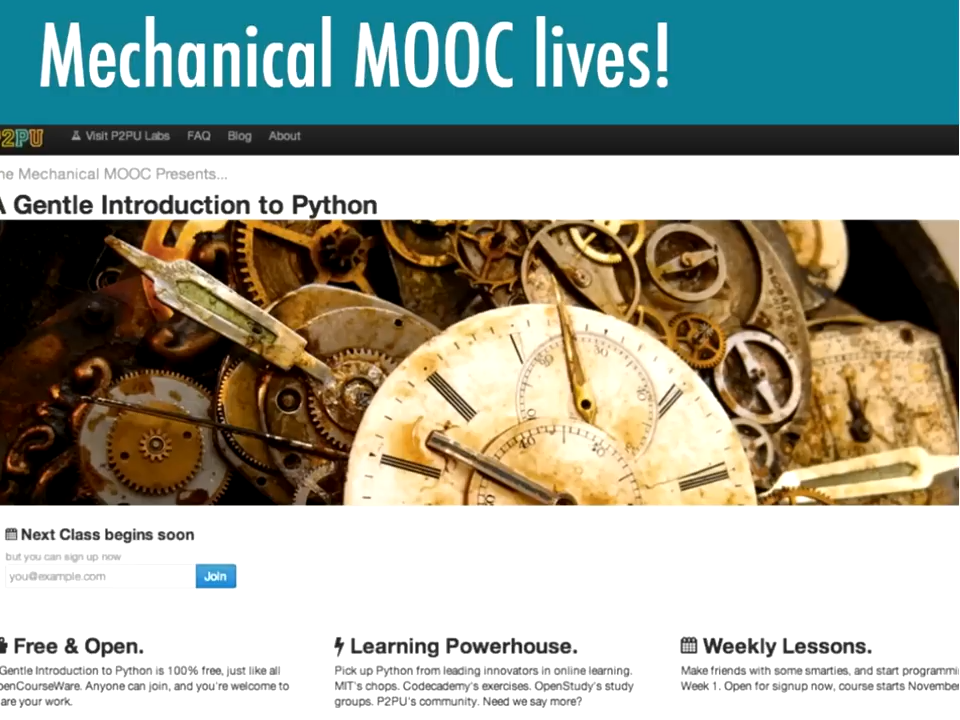 Mechanical MOOC lives!
P2PU Visit P2PU Labs FAQ Blog About
he Mechanical MOOC Presents...
A Gentle Introduction to Python
Next Class begins soon
but you can sign up now
you@example.com Join
Free & Open.
Gentle Introduction to Python is 100% free, just like all
penCourseWare. Anyone can join, and you're welcome to
are your work.
Learning Powerhouse.
Pick up Python from leading innovators in online learning.
MIT's chops. Codecademy's exercises. OpenStudy's study
groups. P2PU's community. Need we say more?
Weekly Lessons.
Make friends with some smarties, and start programmi
Week 1. Open for signup now, course starts November